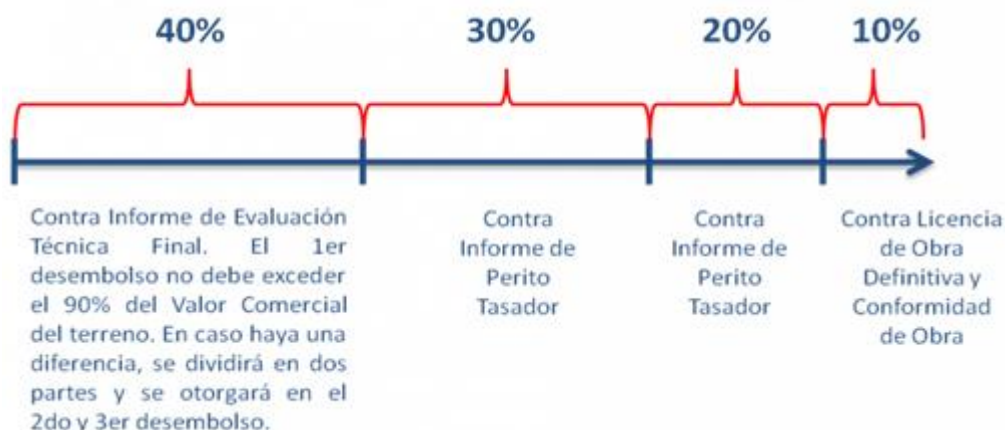 40%
30%
20%
10%
Contra Informe de Evaluación
Técnica Final. El 1er
desembolso no debe exceder
el 90% del Valor Comercial
del terreno. En caso haya una
diferencia, se dividirá en dos
partes y se otorgará en el
2do y 3er desembolso.
Contra
Informe de
Perito
Tasador
Contra
Informe de
Perito
Tasador
Contra Licencia
de Obra
Definitiva y
Conformidad
de Obra